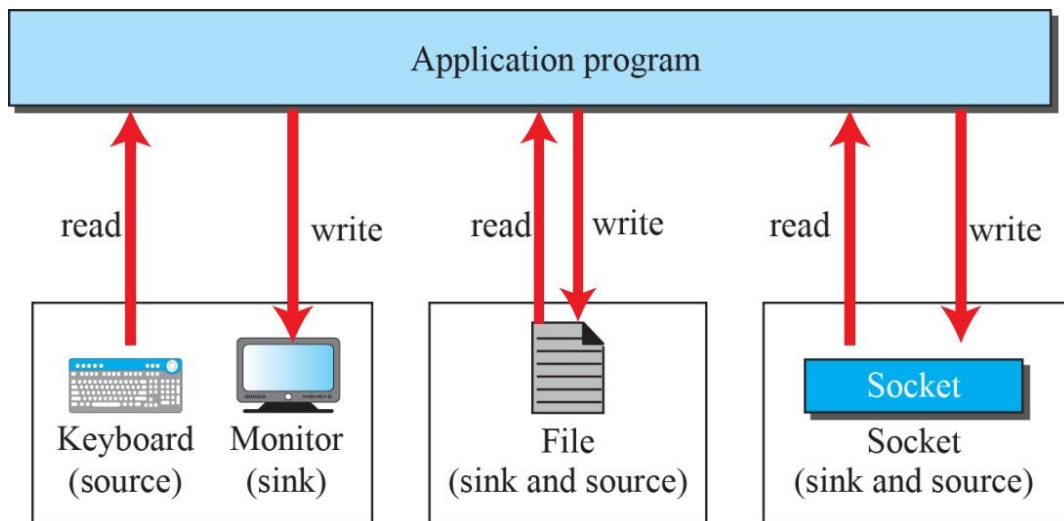 Application program
read
write
read
write
read
write
Keyboard
(source)
Monitor
(sink)
File
(sink and source)
Socket
Socket
(sink and source)